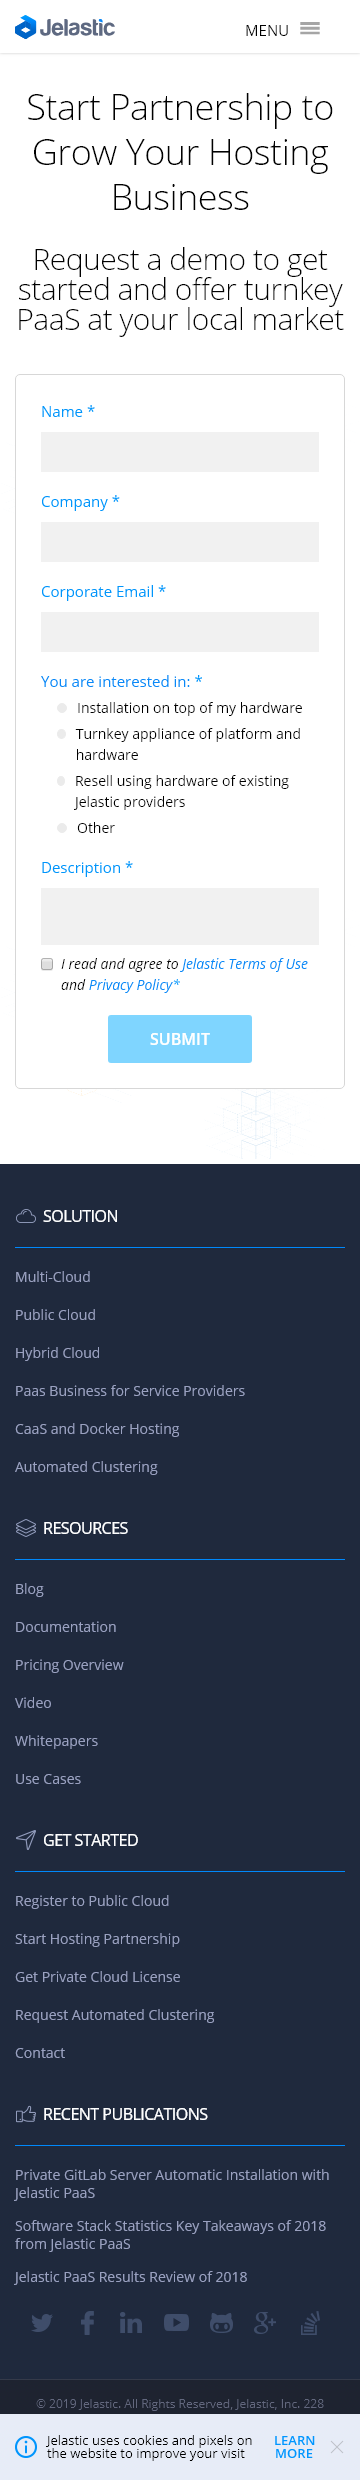 Jelastic
MENU
Start Partnership to
Grow Your Hosting
Business
Request a demo to get
started and offer turnkey
PaaS at your local market
Name *
Company *
Corporate Email *
You are interested in: *
Installation on top of my hardware
Turnkey appliance of platform and
hardware
Resell using hardware of existing
Jelastic providers
Other
Description *
I read and agree to Jelastic Terms of Use
and Privacy Policy*
SUBMIT
SOLUTION
Multi-Cloud
Public Cloud
Hybrid Cloud
Paas Business for Service Providers
CaaS and Docker Hosting
Automated Clustering
RESOURCES
Blog
Documentation
Pricing Overview
Video
Whitepapers
Use Cases
GET STARTED
Register to Public Cloud
Start Hosting Partnership
Get Private Cloud License
Request Automated Clustering
Contact
RECENT PUBLICATIONS
Private GitLab Server Automatic Installation with
Jelastic PaaS
Software Stack Statistics Key Takeaways of 2018
from Jelastic PaaS
Jelastic PaaS Results Review of 2018
© 2019 Jelastic. All Rights Reserved, Jelastic, Inc. 228
Jelastic uses cookies and pixels on
the website to improve your visit
LEARN
MORE